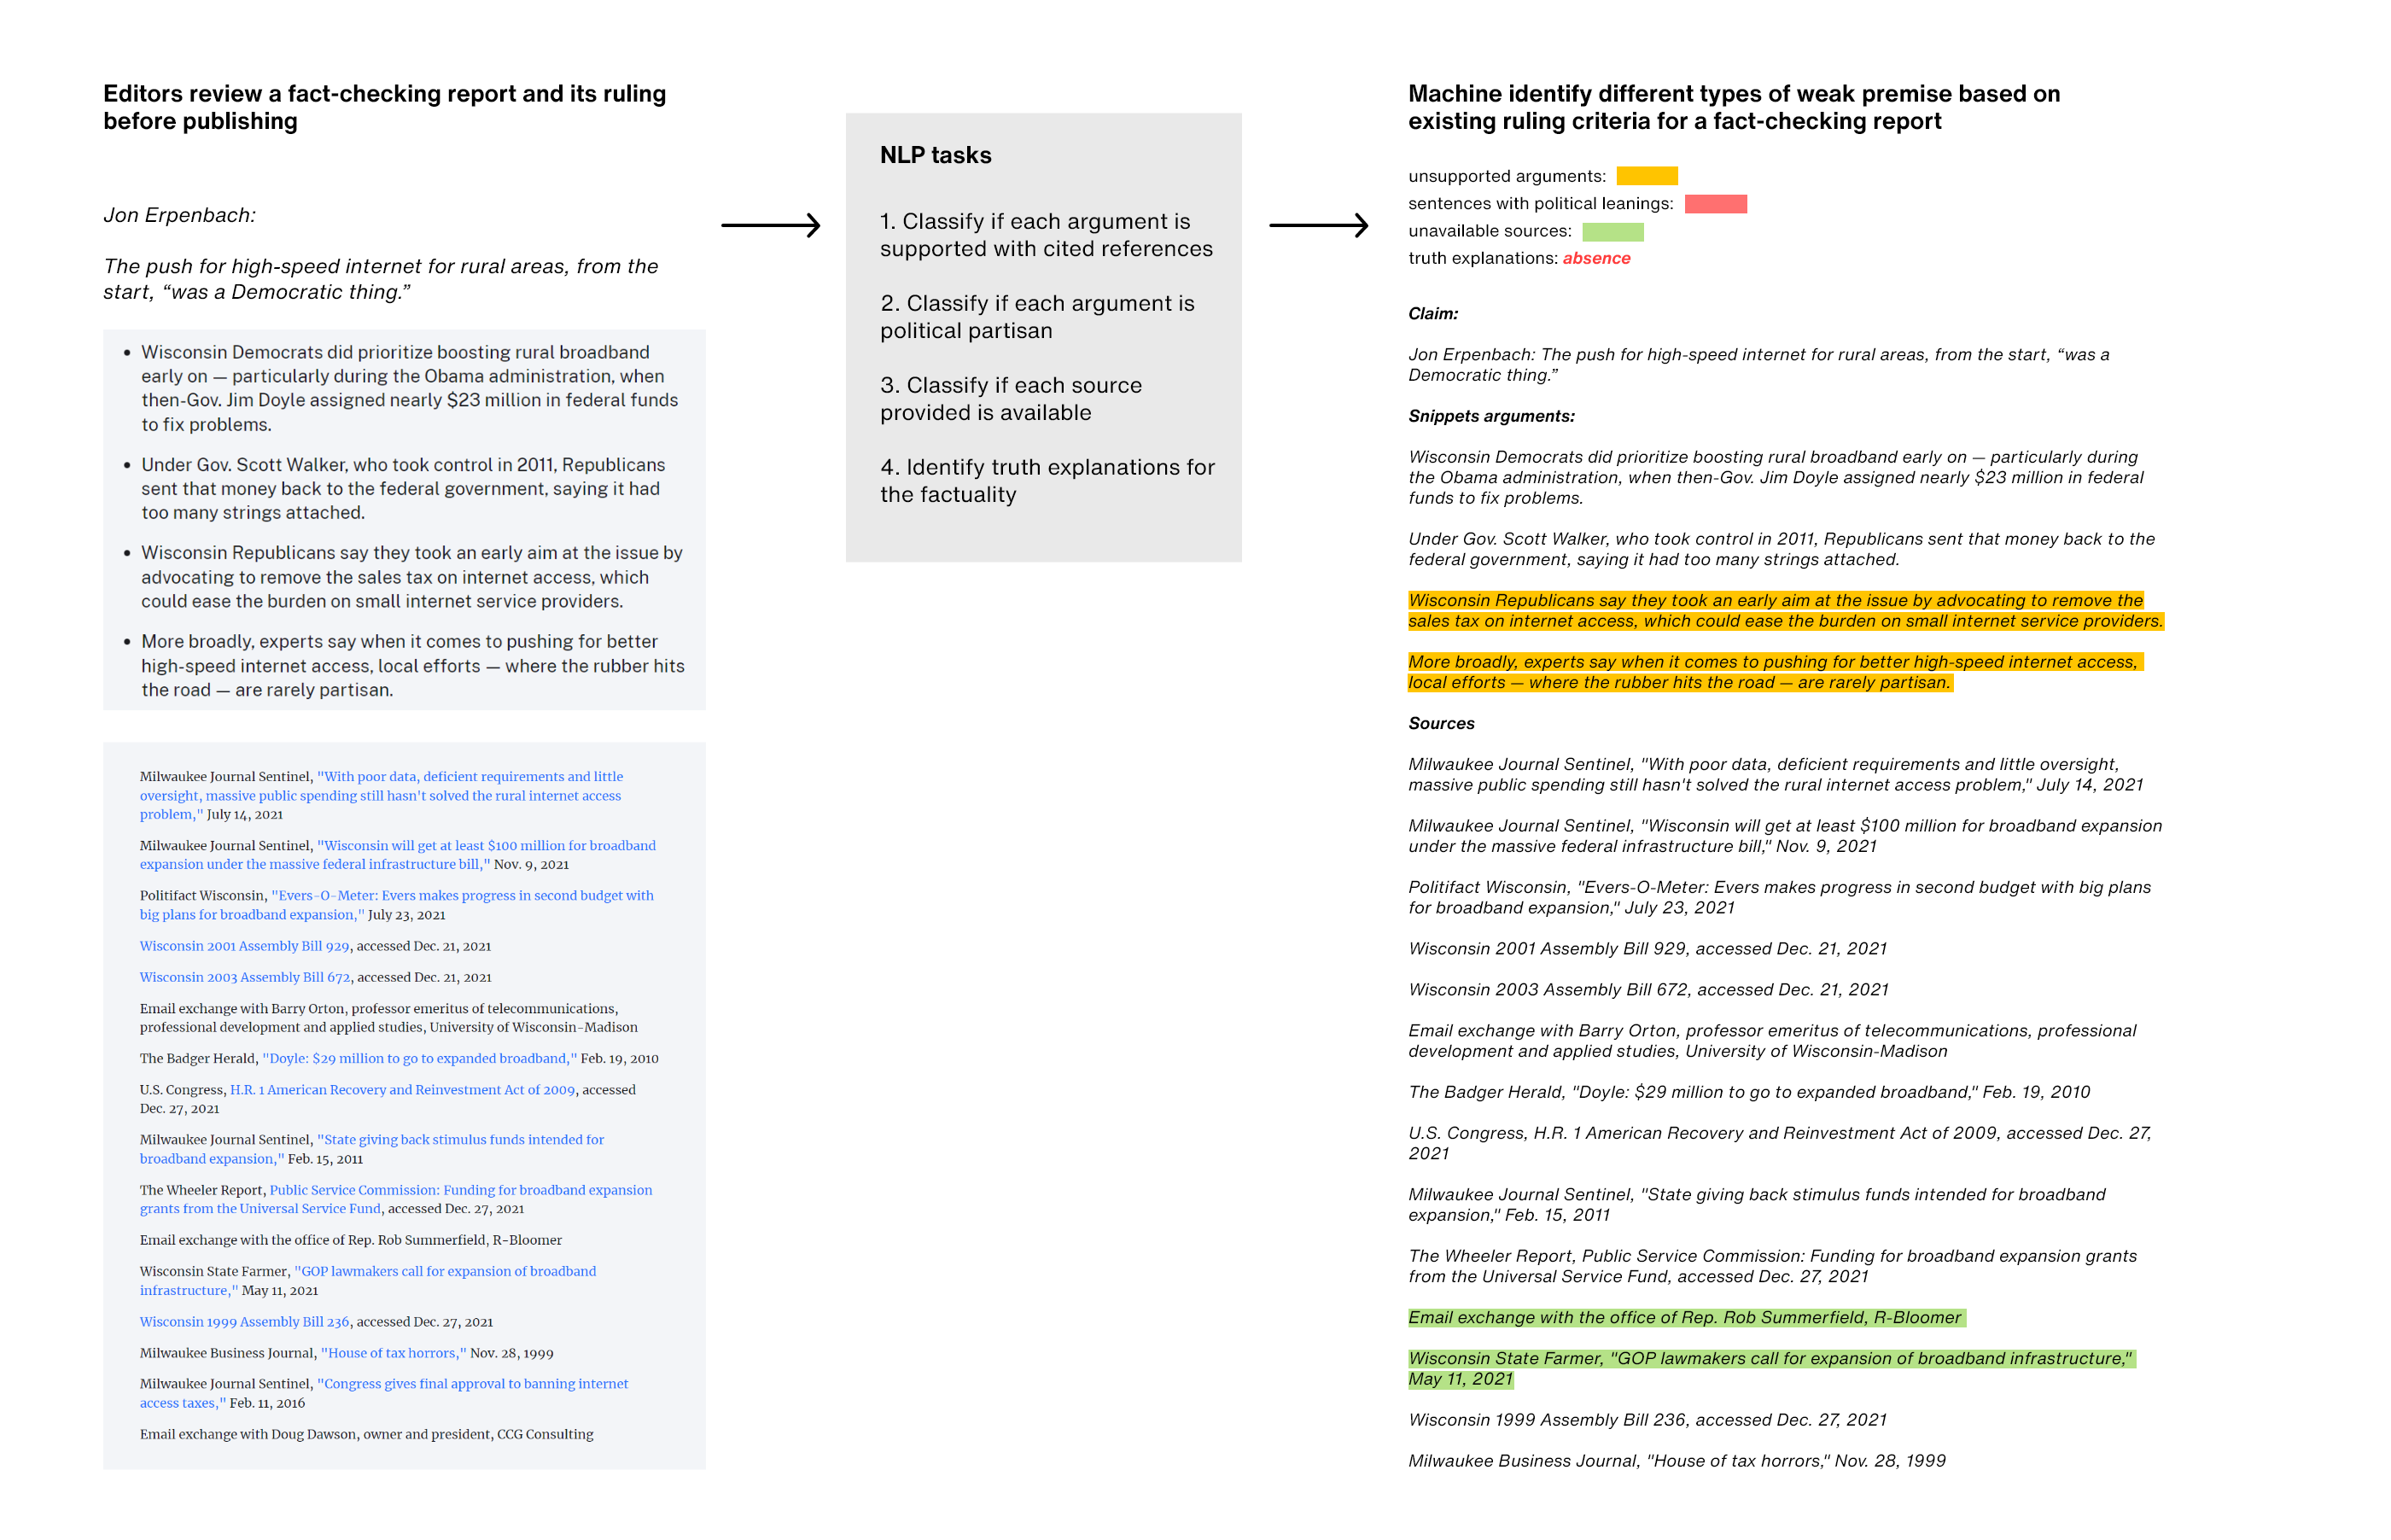 Editors review a fact-checking report and its ruling
before publishing
Jon Erpenbach:
The push for high-speed internet for rural areas, from the
start, “was a Democratic thing.”
• Wisconsin Democrats did prioritize boosting rural broadband
early on — particularly during the Obama administration, when
then-Gov. Jim Doyle assigned nearly $23 million in federal funds
to fix problems.
• Under Gov. Scott Walker, who took control in 2011, Republicans
sent that money back to the federal government, saying it had
too many strings attached.
• Wisconsin Republicans say they took an early aim at the issue by
advocating to remove the sales tax on internet access, which
could ease the burden on small internet service providers.
• More broadly, experts say when it comes to pushing for better
high-speed internet access, local efforts — where the rubber hits
the road — are rarely partisan.
Milwaukee Journal Sentinel, "With poor data, deficient requirements and little
oversight, massive public spending still hasn't solved the rural internet access
problem," July 14, 2021
Milwaukee Journal Sentinel, "Wisconsin will get at least $100 million for broadband
expansion under the massive federal infrastructure bill," Nov. 9, 2021
Politifact Wisconsin, "Evers-O-Meter: Evers makes progress in second budget with
big plans for broadband expansion," July 23, 2021
Wisconsin 2001 Assembly Bill 929, accessed Dec. 21, 2021
Wisconsin 2003 Assembly Bill 672, accessed Dec. 21, 2021
Email exchange with Barry Orton, professor emeritus of telecommunications,
professional development and applied studies, University of Wisconsin-Madison
The Badger Herald, "Doyle: $29 million to go to expanded broadband," Feb. 19, 2010
U.S. Congress, H.R. 1 American Recovery and Reinvestment Act of 2009, accessed
Dec. 27, 2021
Milwaukee Journal Sentinel, "State giving back stimulus funds intended for
broadband expansion," Feb. 15, 2011
The Wheeler Report, Public Service Commission: Funding for broadband expansion
grants from the Universal Service Fund, accessed Dec. 27, 2021
Email exchange with the office of Rep. Rob Summerfield, R-Bloomer
Wisconsin State Farmer, "GOP lawmakers call for expansion of broadband
infrastructure," May 11, 2021
Wisconsin 1999 Assembly Bill 236, accessed Dec. 27, 2021
Milwaukee Business Journal, "House of tax horrors," Nov. 28, 1999
Milwaukee Journal Sentinel, "Congress gives final approval to banning internet
access taxes," Feb. 11, 2016
Email exchange with Doug Dawson, owner and president, CCG Consulting
NLP tasks
1. Classify if each argument is
supported with cited references
2. Classify if each argument is
political partisan
3. Classify if each source
provided is available
4. Identify truth explanations for
the factuality
Machine identify different types of weak premise based on
existing ruling criteria for a fact-checking report
unsupported arguments:
sentences with political leanings:
unavailable sources:
truth explanations: absence
Claim:
Jon Erpenbach: The push for high-speed internet for rural areas, from the start, “was a
Democratic thing.”
Snippets arguments:
Wisconsin Democrats did prioritize boosting rural broadband early on — particularly during
the Obama administration, when then-Gov. Jim Doyle assigned nearly $23 million in federal
funds to fix problems.
Under Gov. Scott Walker, who took control in 2011, Republicans sent that money back to the
federal government, saying it had too many strings attached.
Wisconsin Republicans say they took an early aim at the issue by advocating to remove the
sales tax on internet access, which could ease the burden on small internet service providers.
More broadly, experts say when it comes to pushing for better high-speed internet access,
local efforts — where the rubber hits the road — are rarely partisan.
Sources
Milwaukee Journal Sentinel, "With poor data, deficient requirements and little oversight,
massive public spending still hasn't solved the rural internet access problem," July 14, 2021
Milwaukee Journal Sentinel, "Wisconsin will get at least $100 million for broadband expansion
under the massive federal infrastructure bill," Nov. 9, 2021
Politifact Wisconsin, "Evers-O-Meter: Evers makes progress in second budget with big plans
for broadband expansion," July 23, 2021
Wisconsin 2001 Assembly Bill 929, accessed Dec. 21, 2021
Wisconsin 2003 Assembly Bill 672, accessed Dec. 21, 2021
Email exchange with Barry Orton, professor emeritus of telecommunications, professional
development and applied studies, University of Wisconsin-Madison
The Badger Herald, "Doyle: $29 million to go to expanded broadband," Feb. 19, 2010
U.S. Congress, H.R. 1 American Recovery and Reinvestment Act of 2009, accessed Dec. 27,
2021
Milwaukee Journal Sentinel, "State giving back stimulus funds intended for broadband
expansion," Feb. 15, 2011
The Wheeler Report, Public Service Commission: Funding for broadband expansion grants
from the Universal Service Fund, accessed Dec. 27, 2021
Email exchange with the office of Rep. Rob Summerfield, R-Bloomer
Wisconsin State Farmer, "GOP lawmakers call for expansion of broadband infrastructure,"
May 11, 2021
Wisconsin 1999 Assembly Bill 236, accessed Dec. 27, 2021
Milwaukee Business Journal, "House of tax horrors," Nov. 28, 1999